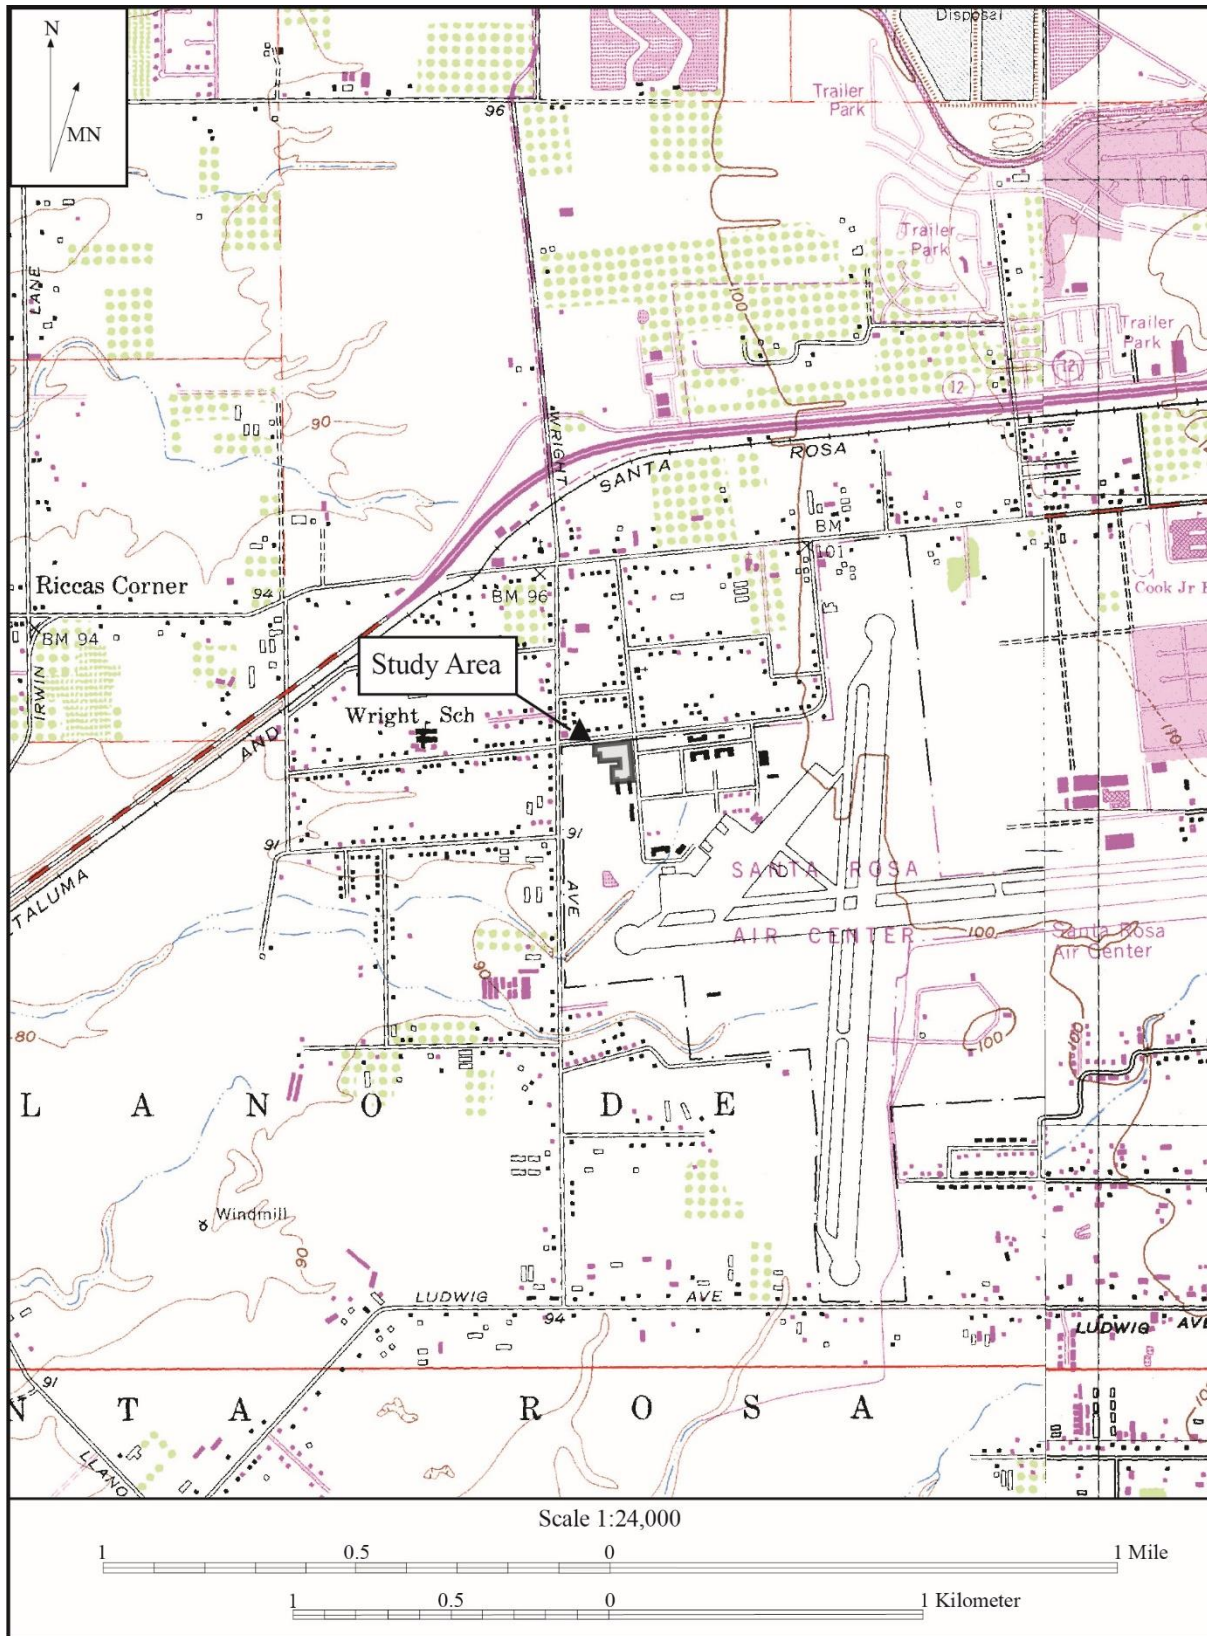 Disposal
N
MN
96
Trailer
Park
Trailer
Park
LANE
100
Trailer
Park
12
12
90
WRIGHT
SANTA ROSA
BM
101
Riccas Corner
94
BM 96
Cook Jr H
BM 94
Study Area
IRWIN
Wright Sch
110
AND
91
91
SANTA ROSA
TALUMA
AVE
AIR CENTER
100
Santa Rosa
Air Center
90
80
100
100
L A N O D E
Windmill
90
LUDWIG AVE
94
LUDWIG AVE
91
N T A R O S A
100
LLANO
Scale 1:24,000
1 0.5 0 1 Mile
1 0.5 0 1 Kilometer